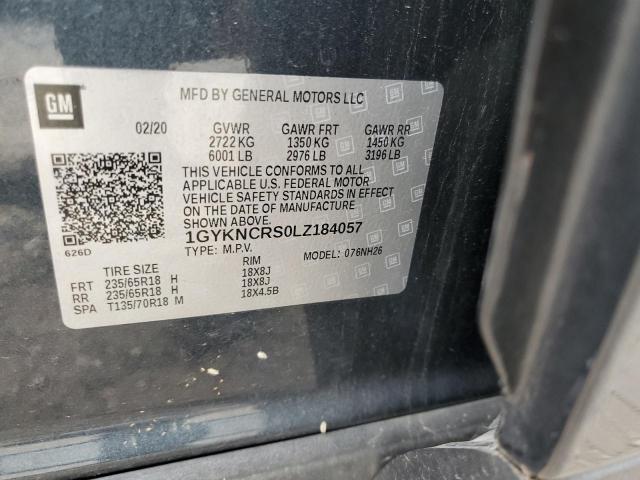 GM
MFD BY GENERAL MOTORS LLC
02/20 GVWR GAWR FRT GAWR RR
2722 KG 1350 KG 1450 KG
6001 LB 2976 LB 3196 LB
THIS VEHICLE CONFORMS TO ALL
APPLICABLE U.S. FEDERAL MOTOR
VEHICLE SAFETY STANDARDS IN EFFECT
ON THE DATE OF MANUFACTURE
SHOWN ABOVE.
1GYKNCRS0LZ184057
626D
TYPE: M.P.V. MODEL: 076NH26
TIRE SIZE RIM
FRT 235/65R18 H 18X8J
RR 235/65R18 H 18X8J
SPA T135/70R18 M 18X4.5B